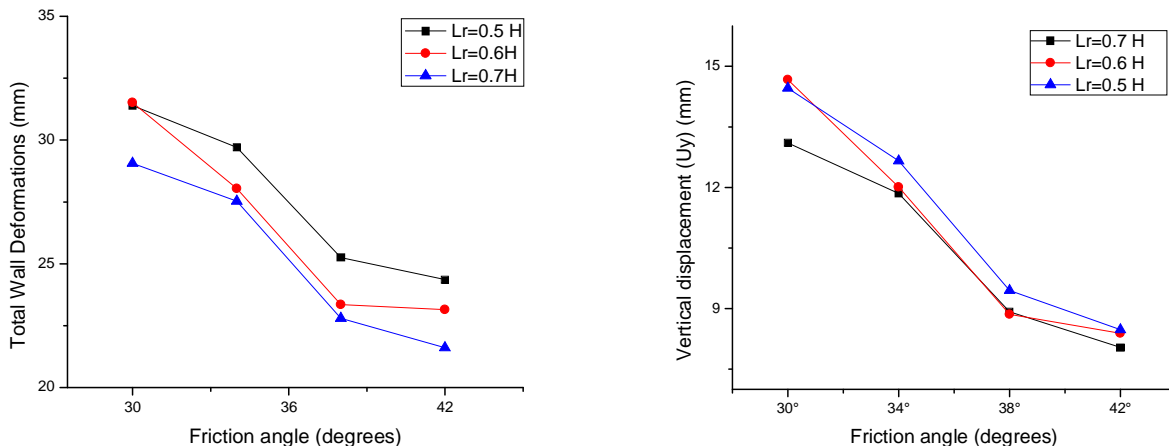 35
30
25
20
Total Wall Deformations (mm)
Lr=0.5 H
Lr=0.6H
Lr=0.7H
30
36
42
Friction angle (degrees)
15
12
9
Vertical displacement (Uy) (mm)
Lr=0.7 H
Lr=0.6 H
Lr=0.5 H
30°
34°
38°
42°
Friction angle (degrees)